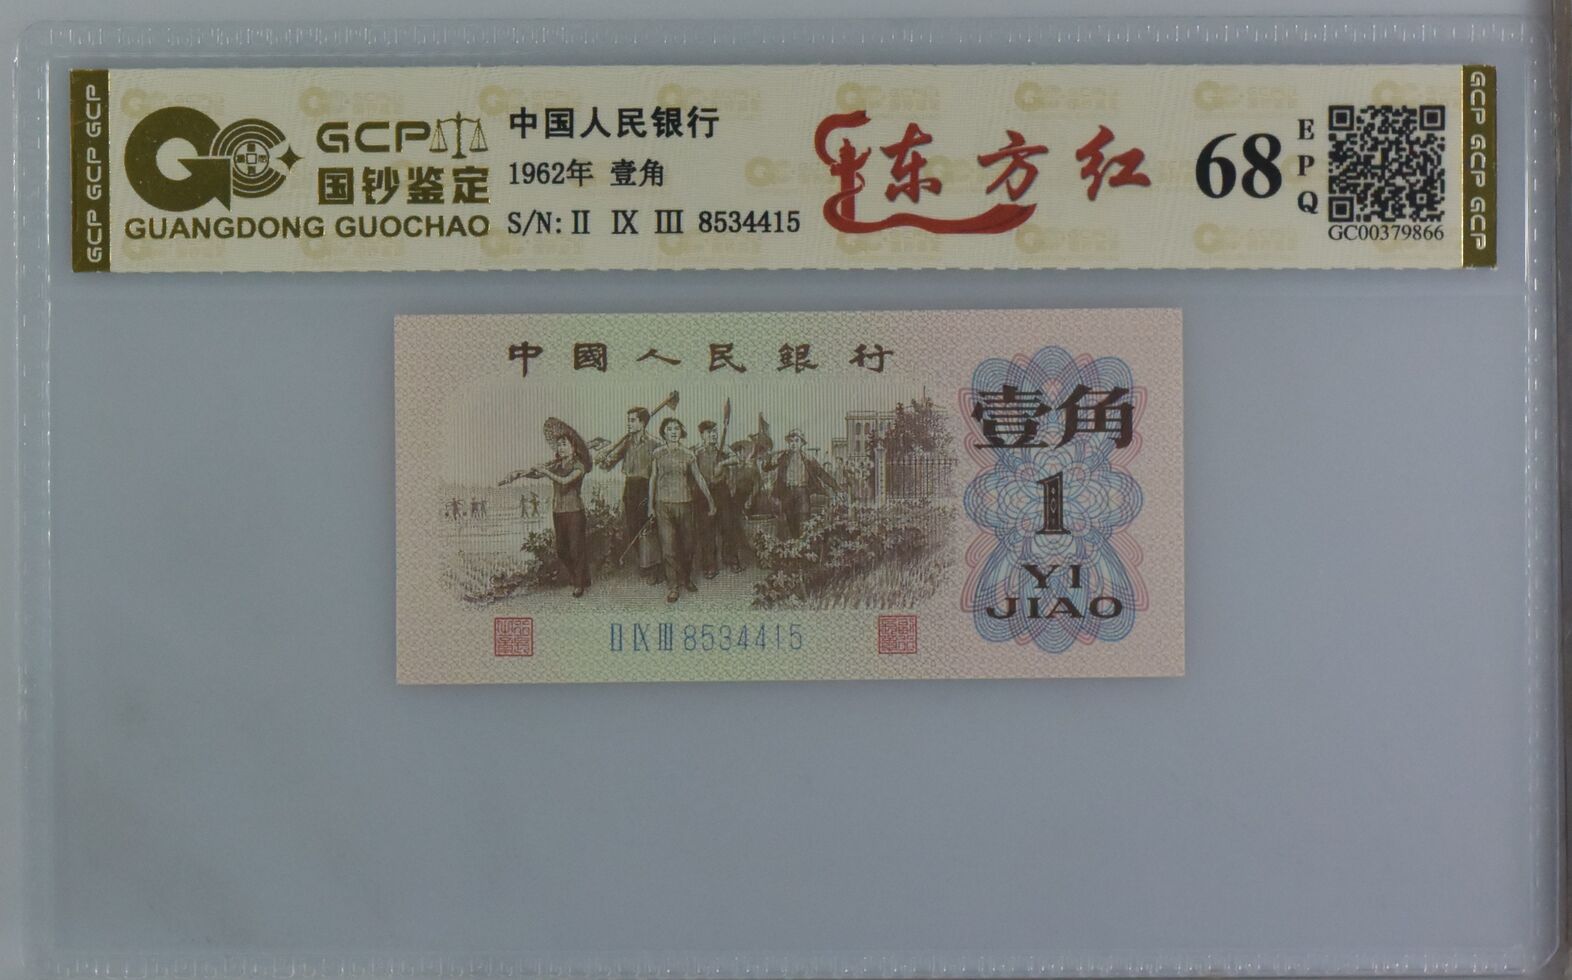 GCP GCP GCP
GCP
国钞鉴定
GUANGDONG GUOCHAO
中国人民银行
1962年 壹角
S/N: II IX III 8534415
东方红
68
EPQ
GC00379866
GCP GCP GCP
中國人民銀行
壹角
1
YI
JIAO
II IX III 8534415